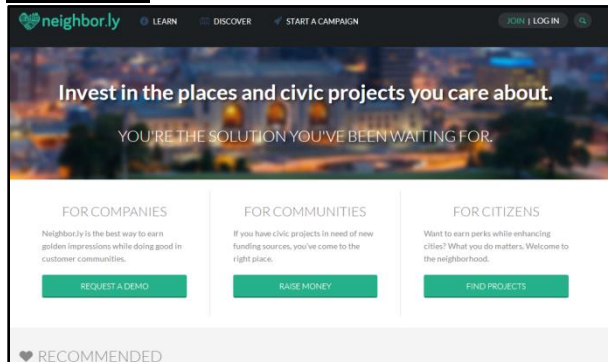 neighbor.ly LEARN DISCOVER START A CAMPAIGN JOIN | LOG IN
Invest in the places and civic projects you care about.
YOU'RE THE SOLUTION YOU'VE BEEN WAITING FOR.
FOR COMPANIES
Neighbor.ly is the best way to earn
golden impressions while doing good in
customer communities.
REQUEST A DEMO
FOR COMMUNITIES
If you have civic projects in need of new
funding sources, you've come to the
right place.
RAISE MONEY
FOR CITIZENS
Want to earn perks while enhancing
cities? What you do matters. Welcome to
the neighborhood.
FIND PROJECTS
RECOMMENDED